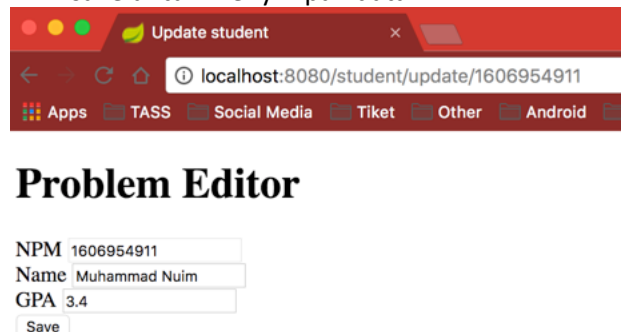 Update student ×
localhost:8080/student/update/1606954911
Apps TASS Social Media Tiket Other Android
Problem Editor
NPM 1606954911
Name Muhammad Nuim
GPA 3.4
Save